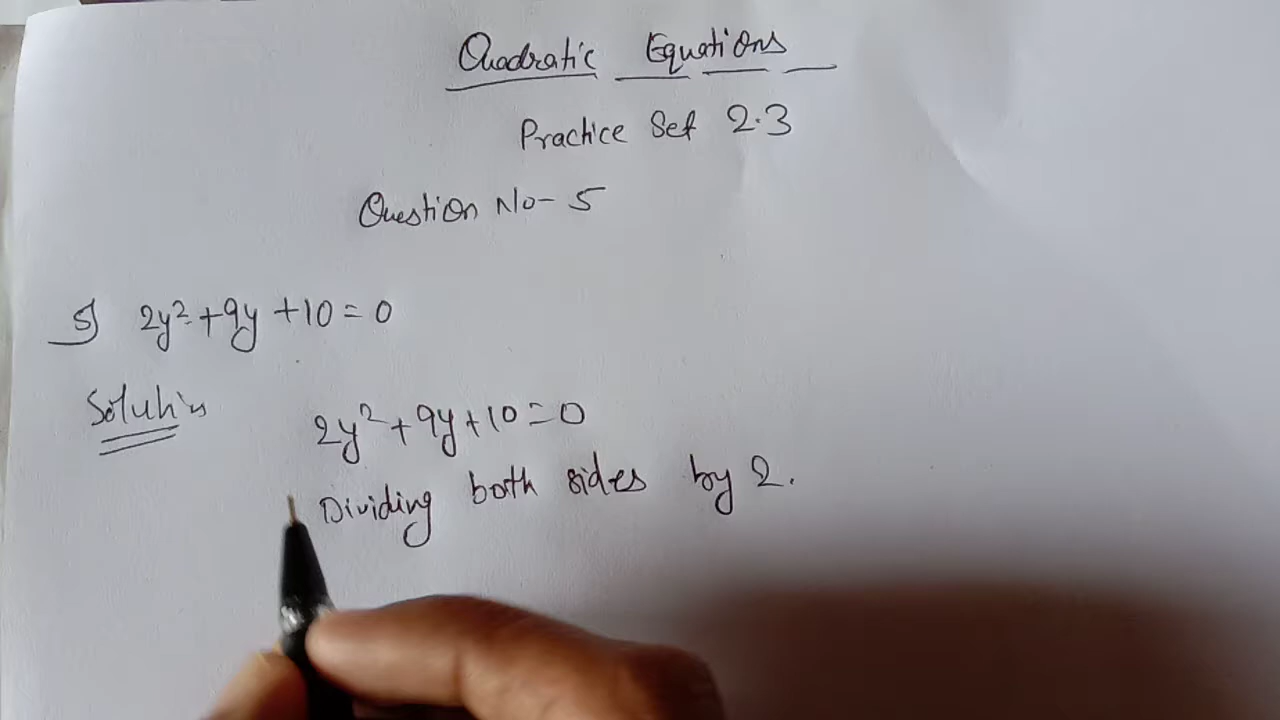 Quadratic Equations
Practice Set 2.3
Question No- 5
5) 2y²+9y+10=0
Solution
2y²+9y+10=0
Dividing both sides by 2.